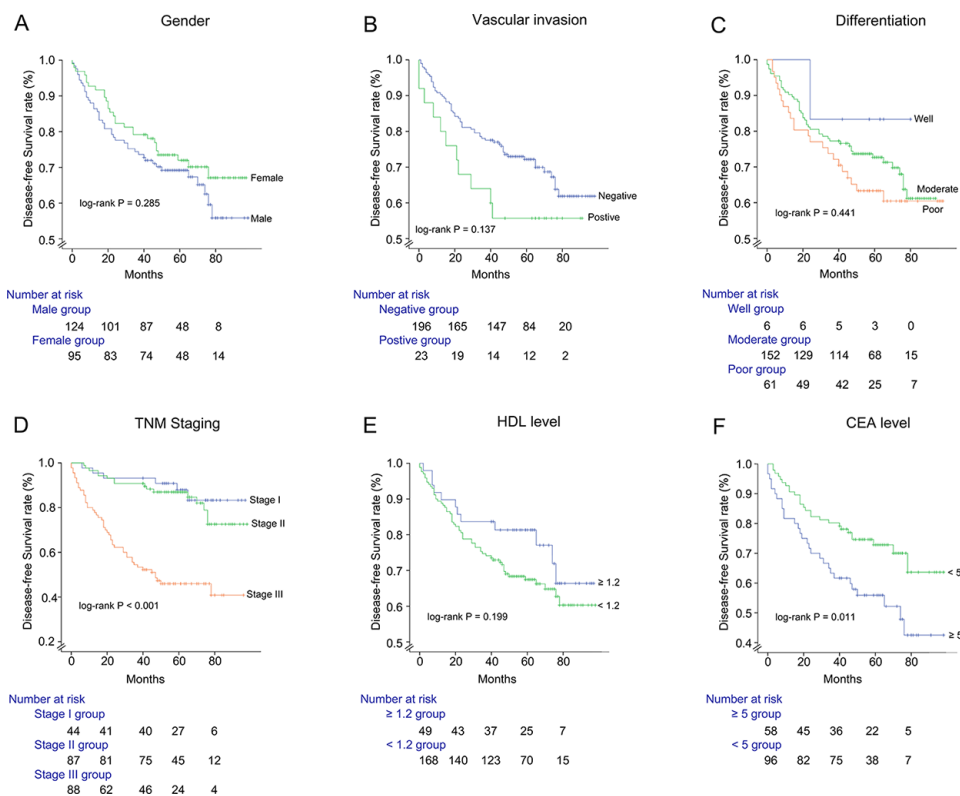 A Gender
Disease-free Survival rate (%)
1.0
0.9
0.8
0.7
0.6
0.5
Female
Male
log-rank P = 0.285
0 20 40 60 80
Months
Number at risk
Male group
124 101 87 48 8
Female group
95 83 74 48 14
B Vascular invasion
Disease-free Survival rate (%)
1.0
0.9
0.8
0.7
0.6
0.5
Negative
Postive
log-rank P = 0.137
0 20 40 60 80
Months
Number at risk
Negative group
196 165 147 84 20
Postive group
23 19 14 12 2
C Differentiation
Disease-free Survival rate (%)
1.0
0.9
0.8
0.7
0.6
0.5
Well
Moderate
Poor
log-rank P = 0.441
0 20 40 60 80
Months
Number at risk
Well group
6 6 5 3 0
Moderate group
152 129 114 68 15
Poor group
61 49 42 25 7
D TNM Staging
Disease-free Survival rate (%)
1.0
0.8
0.6
0.4
0.2
Stage I
Stage II
Stage III
log-rank P < 0.001
0 20 40 60 80
Months
Number at risk
Stage I group
44 41 40 27 6
Stage II group
87 81 75 45 12
Stage III group
88 62 46 24 4
E HDL level
Disease-free Survival rate (%)
1.0
0.9
0.8
0.7
0.6
0.5
≥ 1.2
< 1.2
log-rank P = 0.199
0 20 40 60 80
Months
Number at risk
≥ 1.2 group
49 43 37 25 7
< 1.2 group
168 140 123 70 15
F CEA level
Disease-free Survival rate (%)
1.0
0.9
0.8
0.7
0.6
0.5
0.4
< 5
≥ 5
log-rank P = 0.011
0 20 40 60 80
Months
Number at risk
≥ 5 group
58 45 36 22 5
< 5 group
96 82 75 38 7